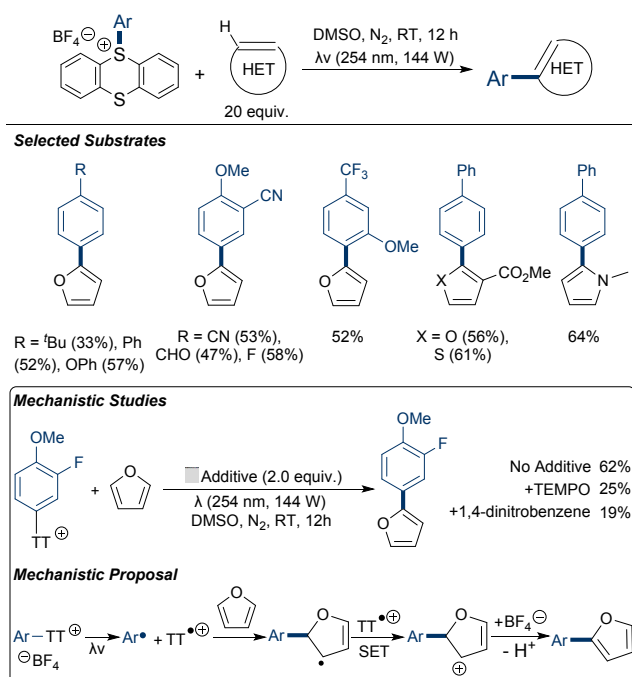 Ar
BF4⊖
S
⊕
S
+
H
HET
20 equiv.
DMSO, N2, RT, 12 h
λν (254 nm, 144 W)
Ar
HET
Selected Substrates
R
O
R = tBu (33%), Ph
(52%), OPh (57%)
OMe
CN
O
R = CN (53%),
CHO (47%), F (58%)
CF3
OMe
O
52%
Ph
X
CO2Me
X = O (56%),
S (61%)
Ph
N
64%
Mechanistic Studies
OMe
F
TT⊕
+
O
Additive (2.0 equiv.)
λ (254 nm, 144 W)
DMSO, N2, RT, 12h
OMe
F
O
No Additive 62%
+TEMPO 25%
+1,4-dinitrobenzene 19%
Mechanistic Proposal
Ar–TT⊕
⊖BF4
λν
Ar• + TT•⊕
O
Ar
O
•
TT•⊕
SET
Ar
O
⊕
+BF4⊖
- H+
Ar
O